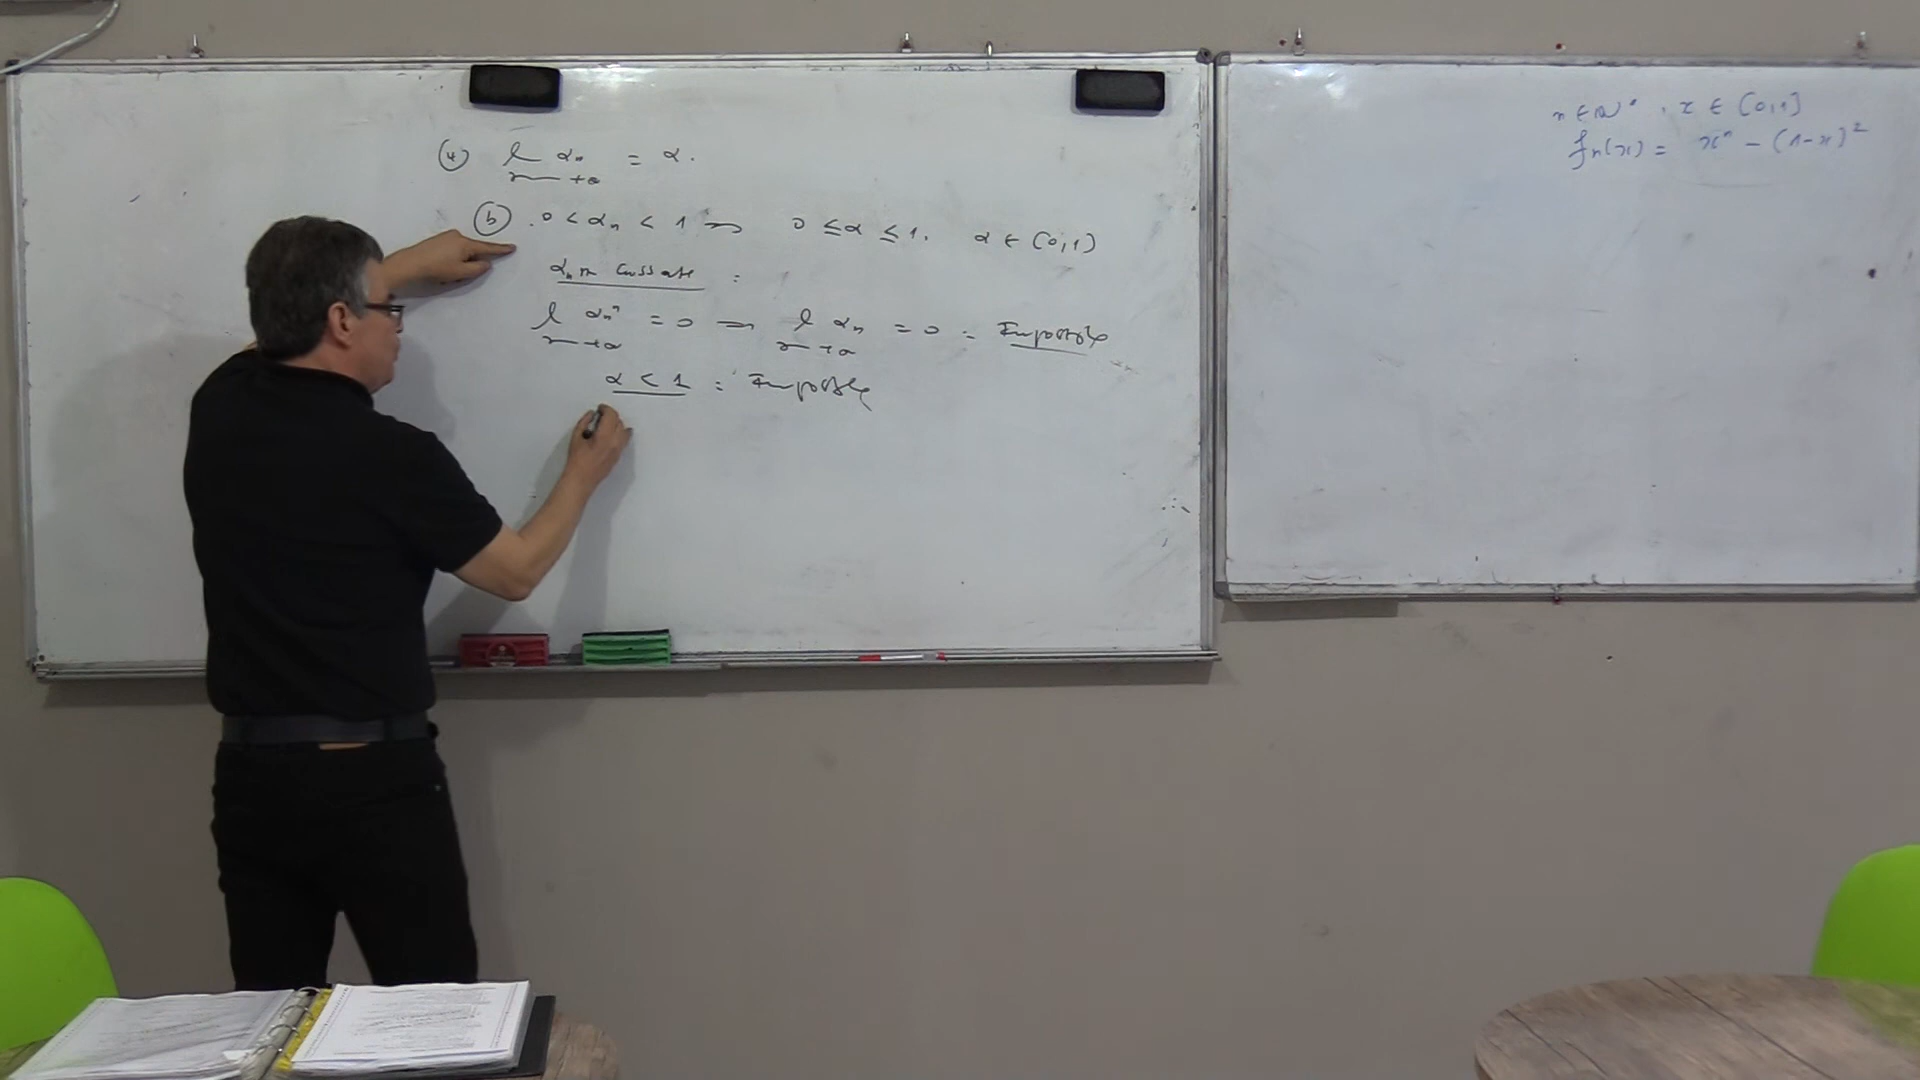 (4) lim αn = α.
n→+∞
(b) . 0 < αn < 1 ⟹ 0 ≤ α ≤ 1. α ∈ [0,1]
αn croissante :
lim αnⁿ = 0 ⟹ lim αn = 0 : Impossible
n→+∞ n→+∞
α < 1 : Impossible
n ∈ ℕ* . x ∈ [0,1]
fn(x) = xⁿ - (1-x)²